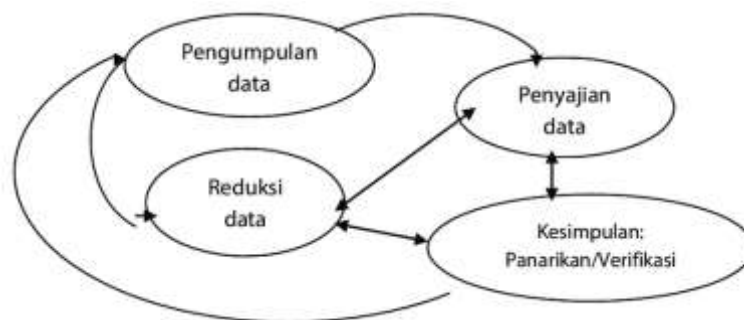 Pengumpulan
data
Penyajian
data
Reduksi
data
Kesimpulan:
Panarikan/Verifikasi